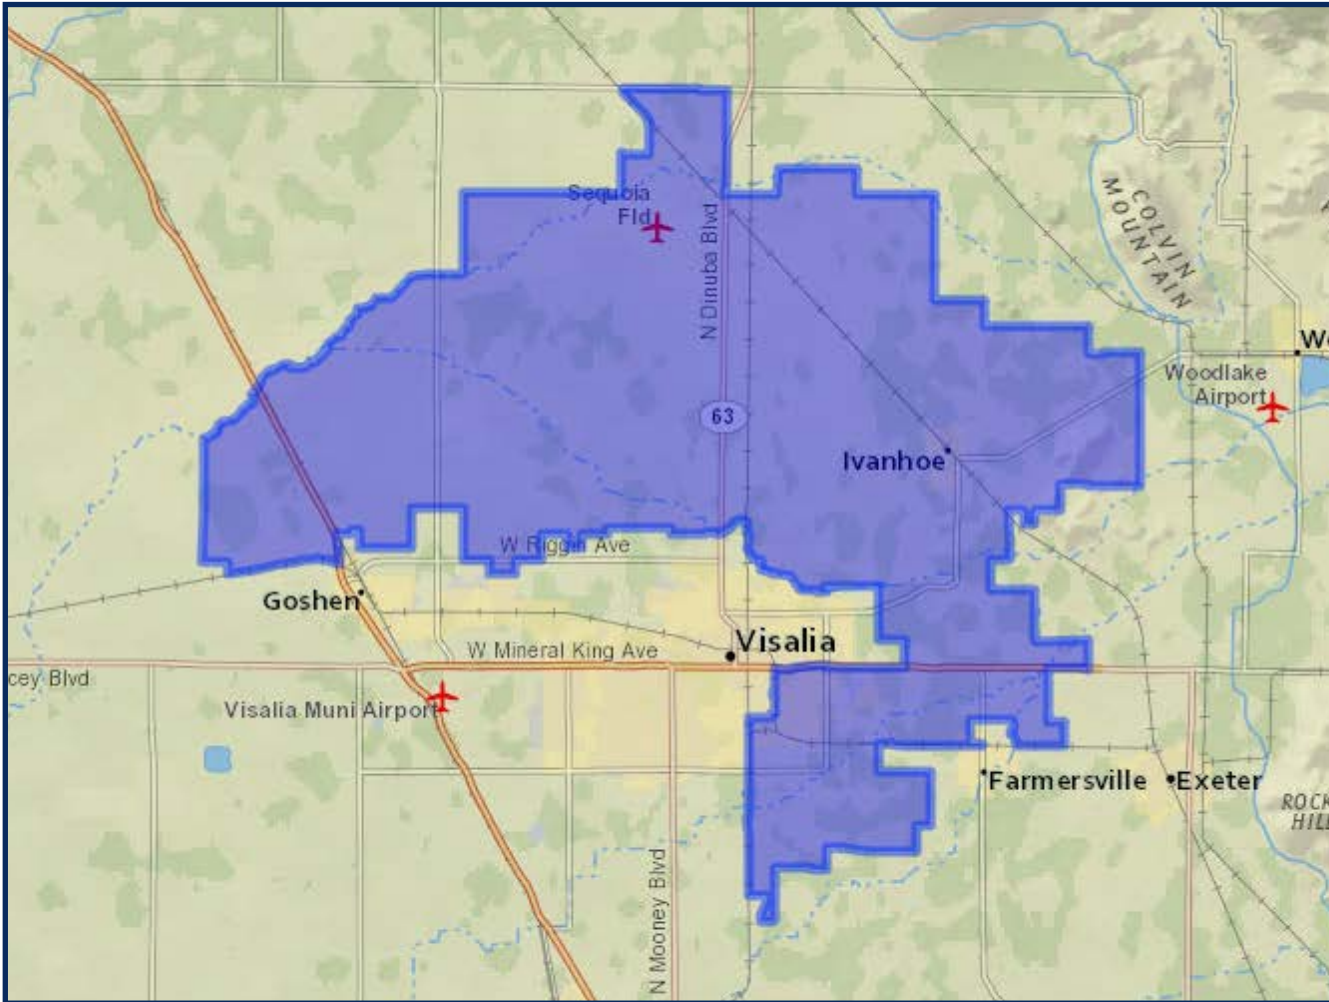 COLVIN
MOUNTAIN
Sequoia
Fld
N Dinuba Blvd
Woodlake
Airport
63
Ivanhoe
W Riggin Ave
Goshen
Visalia
W Mineral King Ave
cey Blvd
Visalia Muni Airport
Farmersville
Exeter
ROCK
HILL
N Mooney Blvd